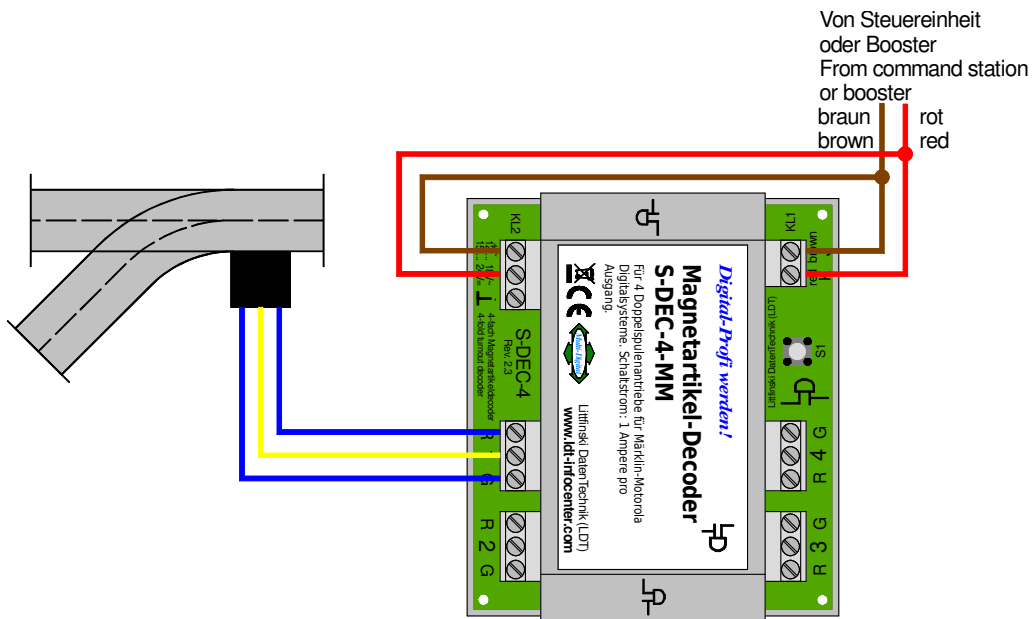 Von Steuereinheit
oder Booster
From command station
or booster
braun
brown
rot
red
KL2
4-fach Magnetartikeldecoder
4-fold turnout decoder
S-DEC-4
Rev. 2.3
R
G
R 2 G
Digital-Profi werden!
Magnetartikel-Decoder
S-DEC-4-MM
Für 4 Doppelspulenantriebe für Märklin-Motorola
Digitalsysteme. Schaltstrom: 1 Ampere pro
Ausgang.
CE
Multi-Digital
Littfinski DatenTechnik (LDT)
www.ldt-infocenter.com
KL1
red brown
S1
Littfinski DatenTechnik (LDT)
R 4 G
R 3 G